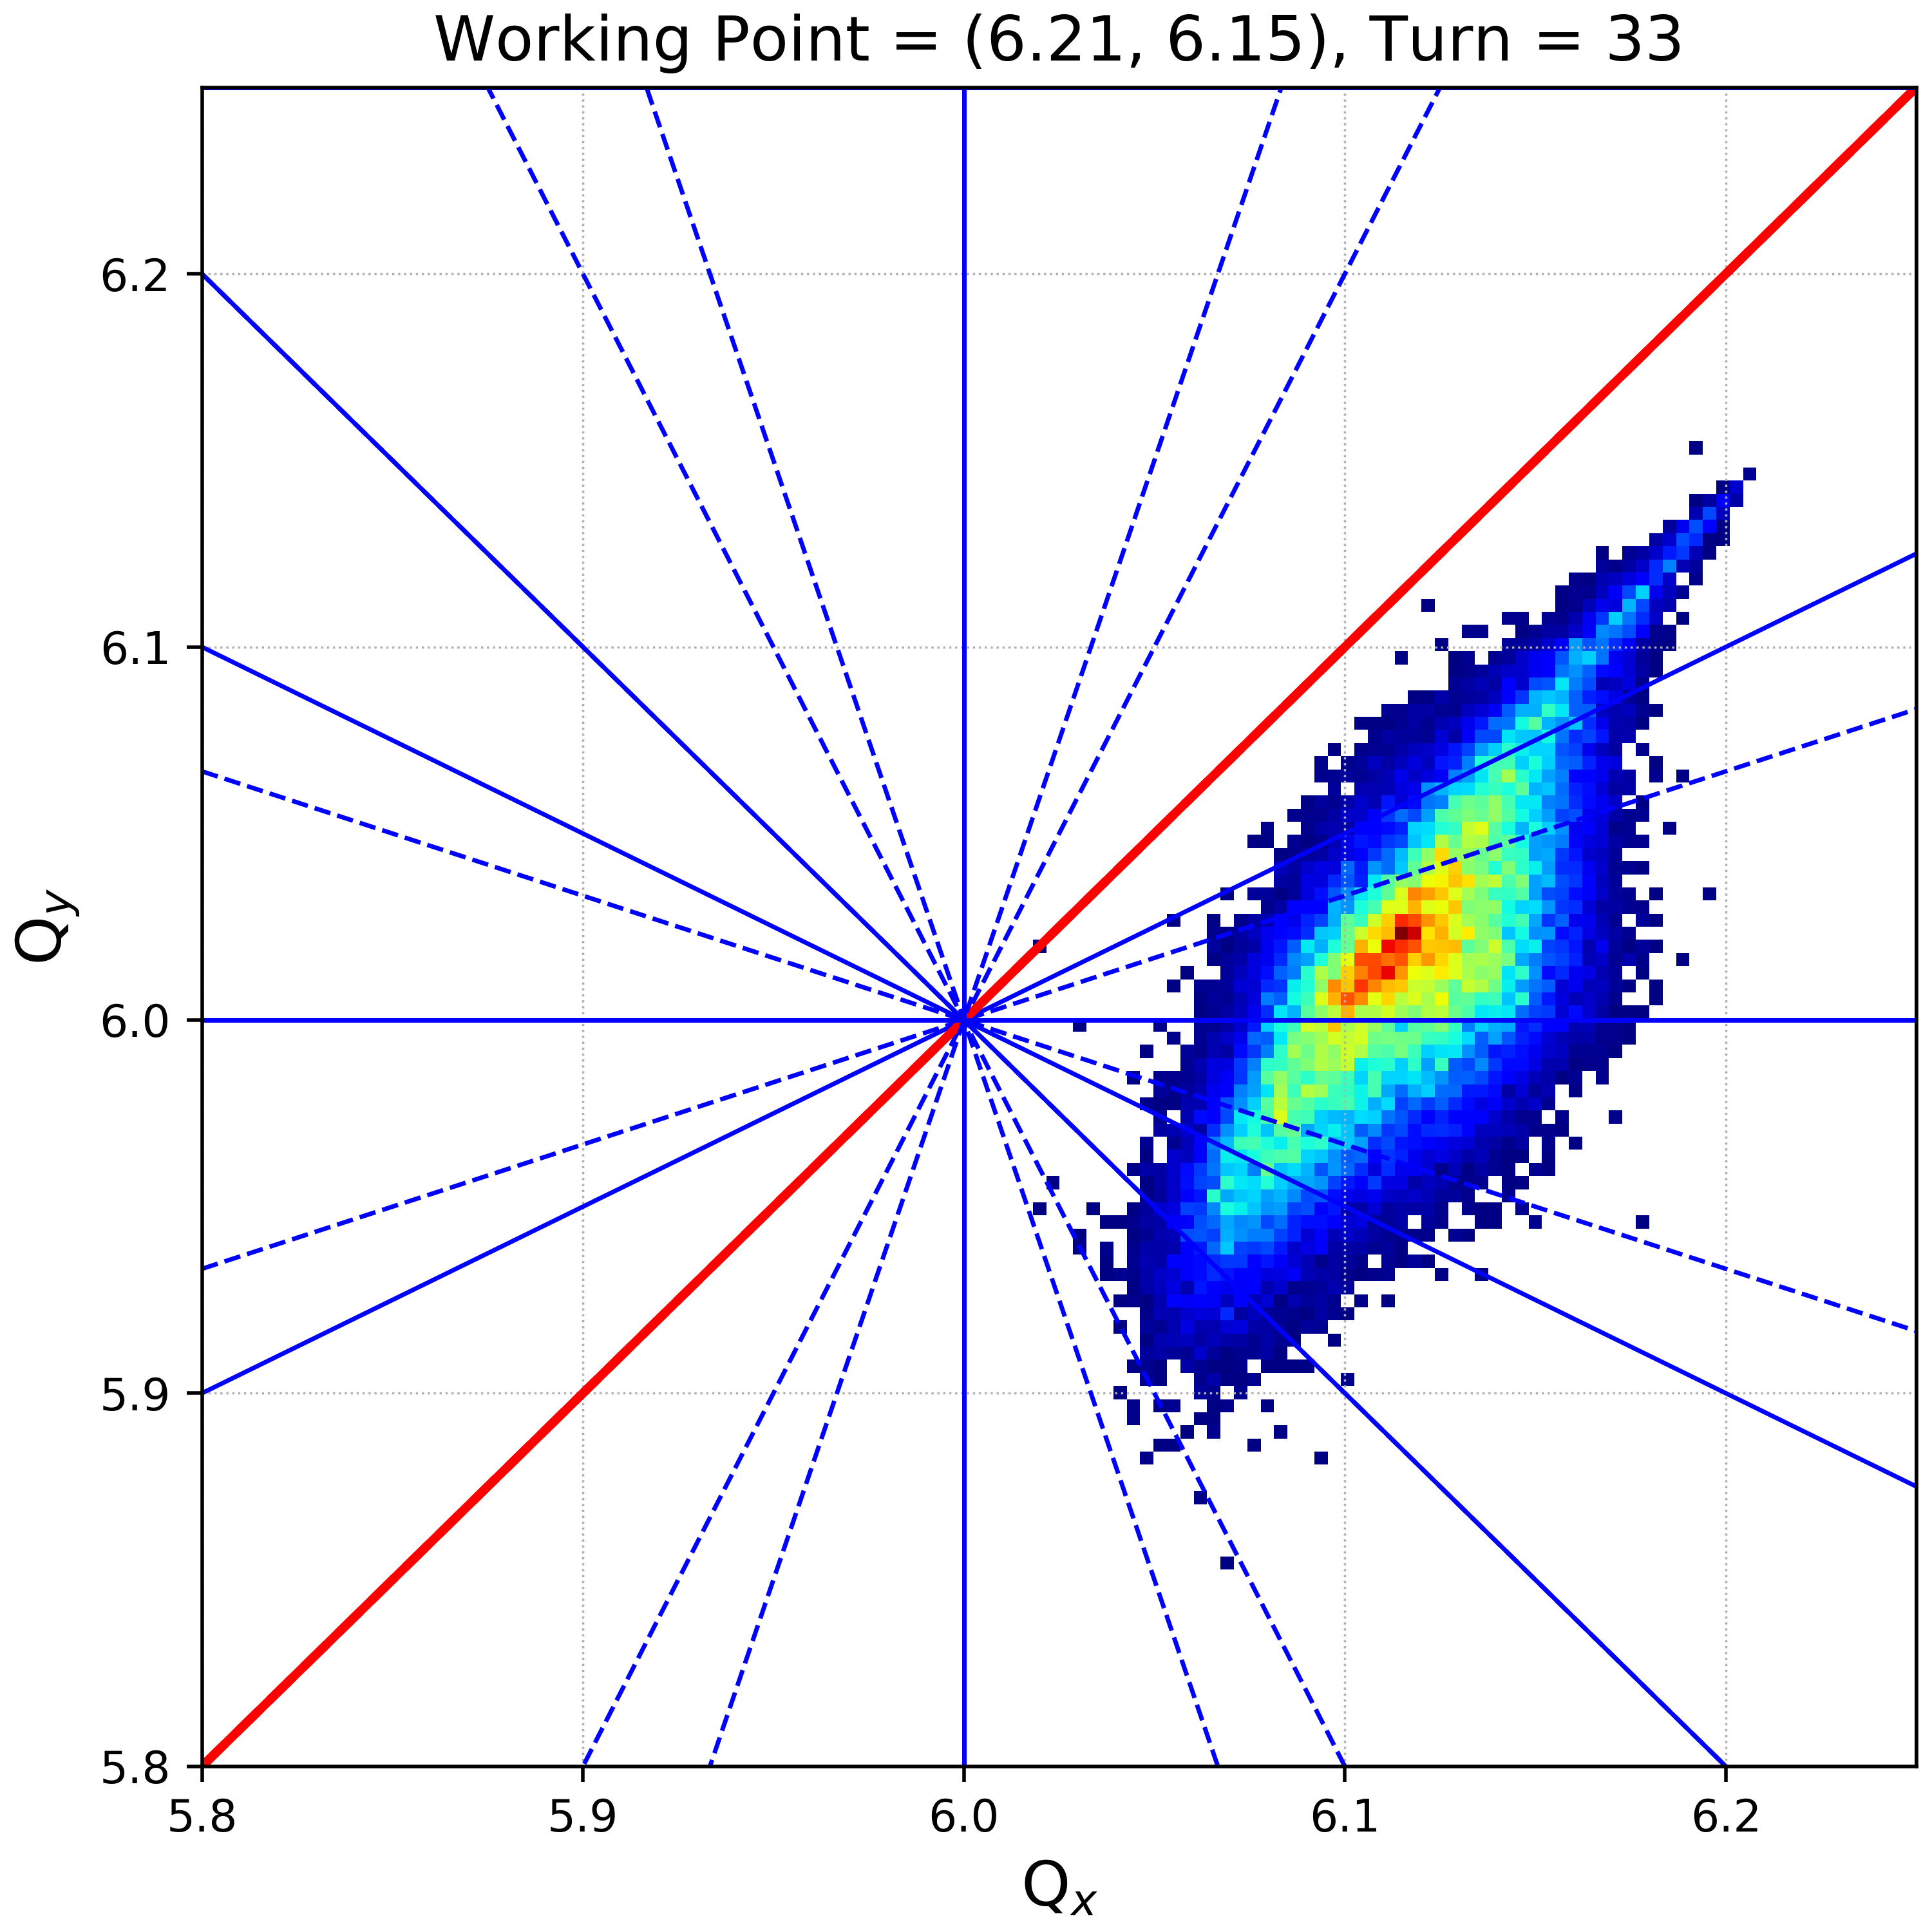 Working Point = (6.21, 6.15), Turn = 33
6.2
6.1
6.0
5.9
5.8
Qy
5.8 5.9 6.0 6.1 6.2
Qx